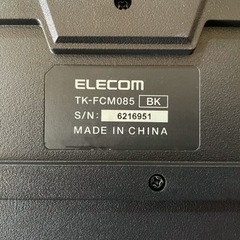 ELECOM
TK-FCM085 BK
S/N: 6216951
MADE IN CHINA